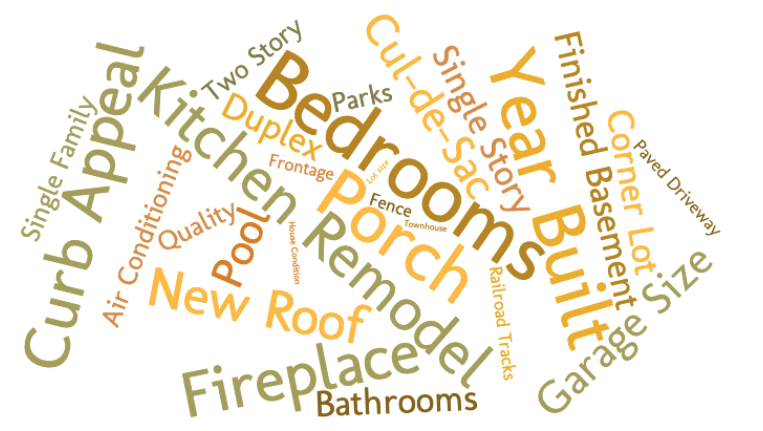 Two Story
Cul-de-Sac
Single Story
Year Built
Finished Basement
Curb Appeal
Kitchen Remodel
Bedrooms
Parks
Duplex
Single Family
Corner Lot
Paved Driveway
Frontage
Lot size
Air Conditioning
Porch
Fence
Townhouse
Quality
Pool
House Condition
New Roof
Railroad Tracks
Garage Size
Fireplace
Bathrooms